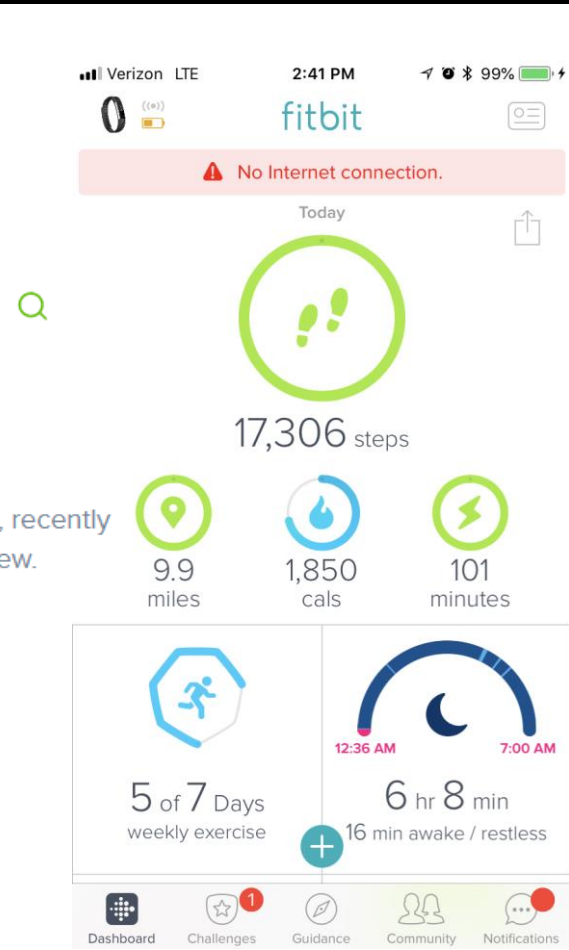 Verizon LTE 2:41 PM 99%
fitbit
No Internet connection.
Today
17,306 steps
, recently
ew.
9.9 1,850 101
miles cals minutes
12:36 AM 7:00 AM
5 of 7 Days 6 hr 8 min
weekly exercise 16 min awake / restless
1
Dashboard Challenges Guidance Community Notifications